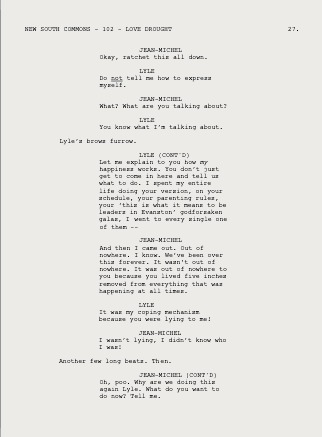 NEW SOUTH COMMONS - 102 - LOVE DROUGHT 27.
JEAN-MICHEL
Okay, ratchet this all down.
LYLE
Do not tell me how to express
myself.
JEAN-MICHEL
What? What are you talking about?
LYLE
You know what I'm talking about.
Lyle's brows furrow.
LYLE (CONT'D)
Let me explain to you how my
happiness works. You don't just
get to come in here and tell us
what to do. I spent my entire
life doing your version, on your
schedule, your parenting rules,
your 'this is what it means to be
leaders in Evanston' godforsaken
galas, I went to every single one
of them --
JEAN-MICHEL
And then I came out. Out of
nowhere. I know. We've been over
this forever. It wasn't out of
nowhere. It was out of nowhere to
you because you lived five inches
removed from everything that was
happening at all times.
LYLE
It was my coping mechanism
because you were lying to me!
JEAN-MICHEL
I wasn't lying, I didn't know who
I was!
Another few long beats. Then.
JEAN-MICHEL (CONT'D)
Oh, poo. Why are we doing this
again Lyle. What do you want to
do now? Tell me.